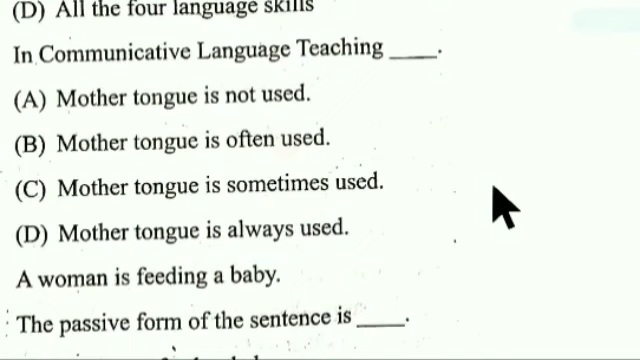 (D) All the four language skills
In Communicative Language Teaching ____.
(A) Mother tongue is not used.
(B) Mother tongue is often used.
(C) Mother tongue is sometimes used.
(D) Mother tongue is always used.
A woman is feeding a baby.
The passive form of the sentence is ____.